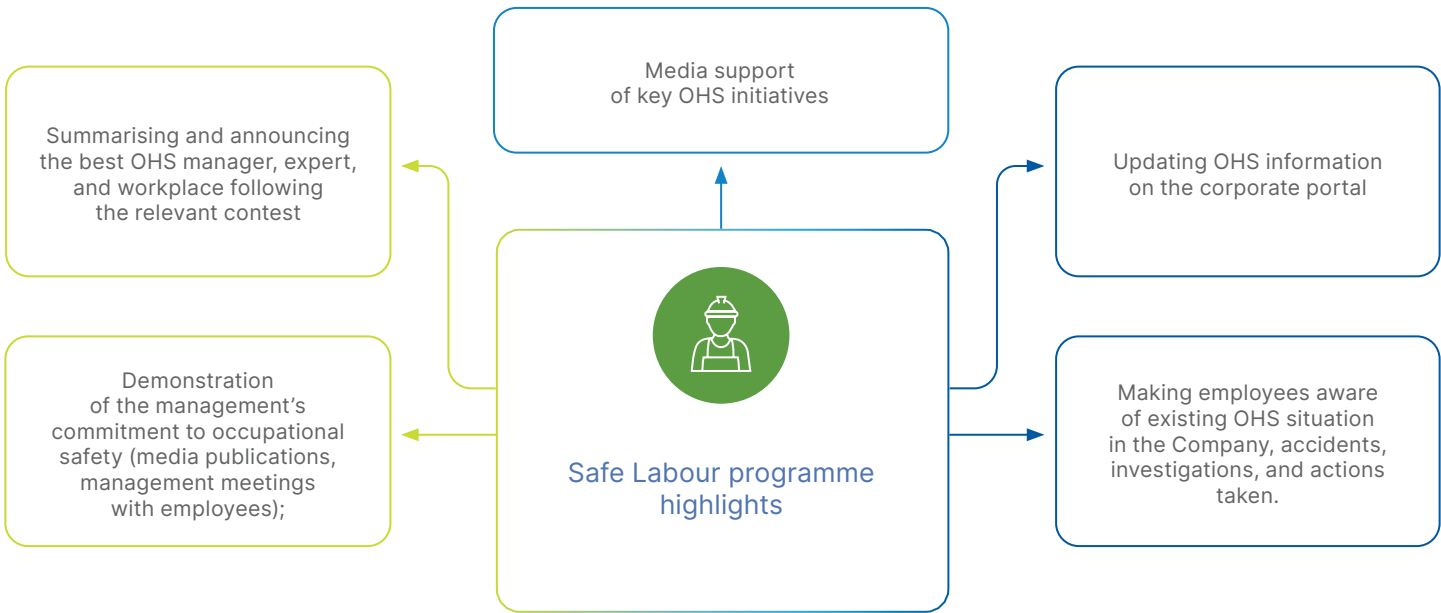 Media support
of key OHS initiatives
Summarising and announcing
the best OHS manager, expert,
and workplace following
the relevant contest
Updating OHS information
on the corporate portal
Demonstration
of the management’s
commitment to occupational
safety (media publications,
management meetings
with employees);
Safe Labour programme
highlights
Making employees aware
of existing OHS situation
in the Company, accidents,
investigations, and actions
taken.